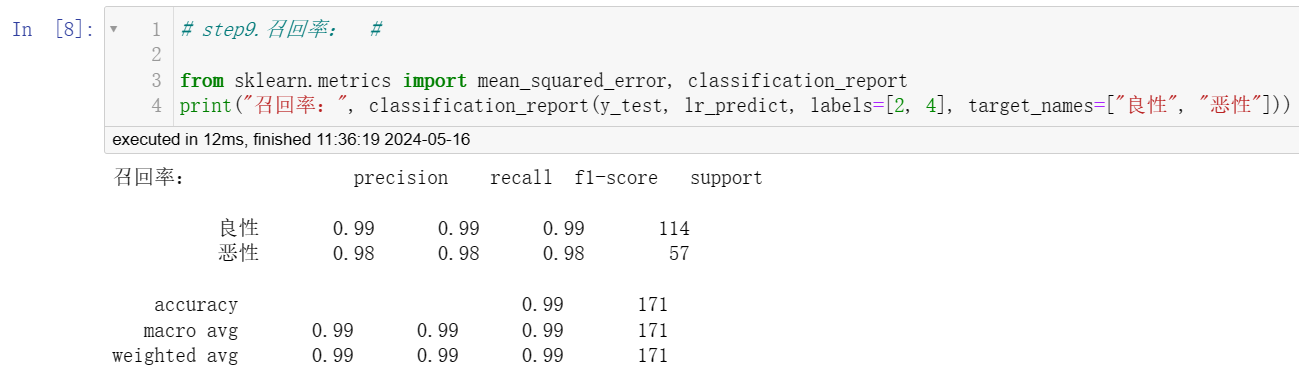 In [8]:
1 # step9.召回率： #
2
3 from sklearn.metrics import mean_squared_error, classification_report
4 print("召回率：", classification_report(y_test, lr_predict, labels=[2, 4], target_names=["良性", "恶性"]))
executed in 12ms, finished 11:36:19 2024-05-16
召回率： precision recall f1-score support
良性 0.99 0.99 0.99 114
恶性 0.98 0.98 0.98 57
accuracy 0.99 171
macro avg 0.99 0.99 0.99 171
weighted avg 0.99 0.99 0.99 171